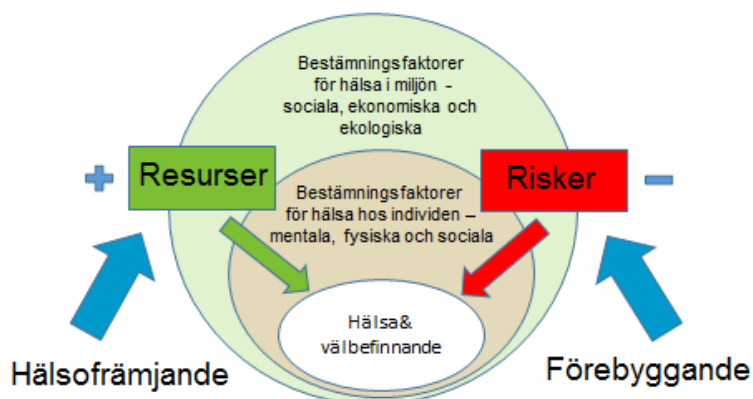 Bestämningsfaktorer
för hälsa i miljön -
sociala, ekonomiska och
ekologiska
+
Resurser
Risker
-
Bestämningsfaktorer
för hälsa hos individen –
mentala, fysiska och sociala
Hälsa&
välbefinnande
Hälsofrämjande
Förebyggande